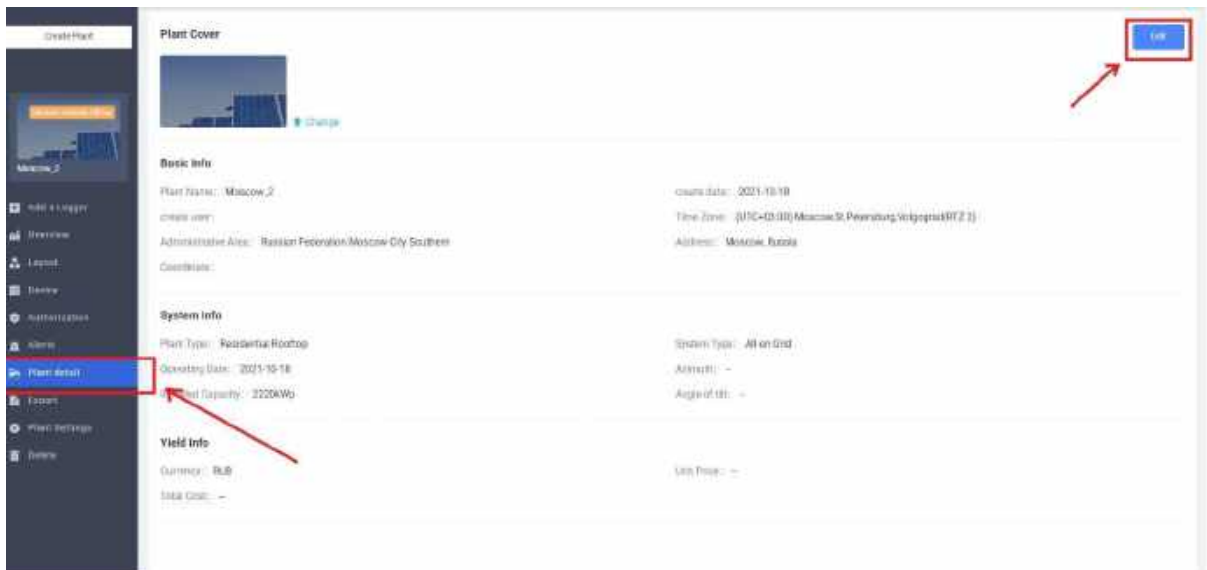 Create Plant
Moscow_2
Add a Logger
Overview
Layout
Device
Authorization
Alerts
Plant detail
Export
Plant Settings
Delete
Plant Cover
Edit
Change
Basic Info
Plant Name: Moscow_2
create date: 2021-10-18
create user:
Time Zone: (UTC+03:00) Moscow,St.Petersburg,Volgograd(RTZ 2)
Administrative Area: Russian Federation Moscow City Southern
Address: Moscow, Russia
Coordinate:
System Info
Plant Type: Residential Rooftop
System Type: All on Grid
Operating Date: 2021-10-18
Azimuth: --
Capacity: 2220kWp
Angle of tilt: --
Yield Info
Currency: RUB
Unit Price: --
Total Cost: --